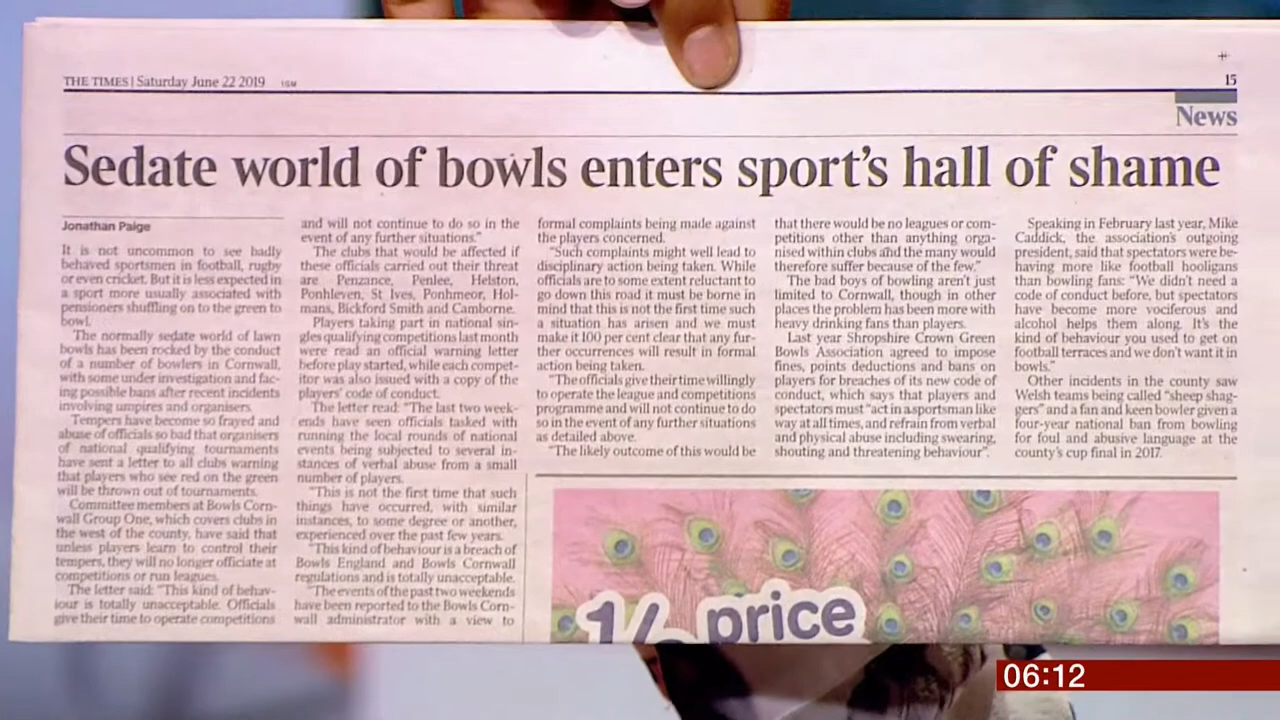 THE TIMES | Saturday June 22 2019
15
News
Sedate world of bowls enters sport's hall of shame
Jonathan Paige
It is not uncommon to see badly
behaved sportsmen in football, rugby
or even cricket. But it is less expected in
a sport more usually associated with
pensioners shuffling on to the green to
bowl.
The normally sedate world of lawn
bowls has been rocked by the conduct
of a number of bowlers in Cornwall,
with some under investigation and fac-
ing possible bans after recent incidents
involving umpires and organisers.
Tempers have become so frayed and
abuse of officials so bad that organisers
of national qualifying tournaments
have sent a letter to all clubs warning
that players who see red on the green
will be thrown out of tournaments.
Committee members at Bowls Corn-
wall Group One, which covers clubs in
the west of the county, have said that
unless players learn to control their
tempers, they will no longer officiate at
competitions or run leagues.
The letter said: "This kind of behav-
iour is totally unacceptable. Officials
give their time to operate competitions
and will not continue to do so in the
event of any further situations."
The clubs that would be affected if
these officials carried out their threat
are Penzance, Penlee, Helston,
Ponhleven, St Ives, Ponhmeor, Hol-
mans, Bickford Smith and Camborne.
Players taking part in national sin-
gles qualifying competitions last month
were read an official warning letter
before play started, while each compet-
itor was also issued with a copy of the
players' code of conduct.
The letter read: "The last two week-
ends have seen officials tasked with
running the local rounds of national
events being subjected to several in-
stances of verbal abuse from a small
number of players.
"This is not the first time that such
things have occurred, with similar
instances, to some degree or another,
experienced over the past few years.
"This kind of behaviour is a breach of
Bowls England and Bowls Cornwall
regulations and is totally unacceptable.
"The events of the past two weekends
have been reported to the Bowls Corn-
wall administrator with a view to
formal complaints being made against
the players concerned.
"Such complaints might well lead to
disciplinary action being taken. While
officials are to some extent reluctant to
go down this road it must be borne in
mind that this is not the first time such
a situation has arisen and we must
make it 100 per cent clear that any fur-
ther occurrences will result in formal
action being taken.
"The officials give their time willingly
to operate the league and competitions
programme and will not continue to do
so in the event of any further situations
as detailed above.
"The likely outcome of this would be
that there would be no leagues or com-
petitions other than anything orga-
nised within clubs and the many would
therefore suffer because of the few."
The bad boys of bowling aren't just
limited to Cornwall, though in other
places the problem has been more with
heavy drinking fans than players.
Last year Shropshire Crown Green
Bowls Association agreed to impose
fines, points deductions and bans on
players for breaches of its new code of
conduct, which says that players and
spectators must "act in a sportsman like
way at all times, and refrain from verbal
and physical abuse including swearing,
shouting and threatening behaviour".
Speaking in February last year, Mike
Caddick, the association's outgoing
president, said that spectators were be-
having more like football hooligans
than bowling fans: "We didn't need a
code of conduct before, but spectators
have become more vociferous and
alcohol helps them along. It's the
kind of behaviour you used to get on
football terraces and we don't want it in
bowls."
Other incidents in the county saw
Welsh teams being called "sheep shag-
gers" and a fan and keen bowler given a
four-year national ban from bowling
for foul and abusive language at the
county's cup final in 2017.
price
06:12